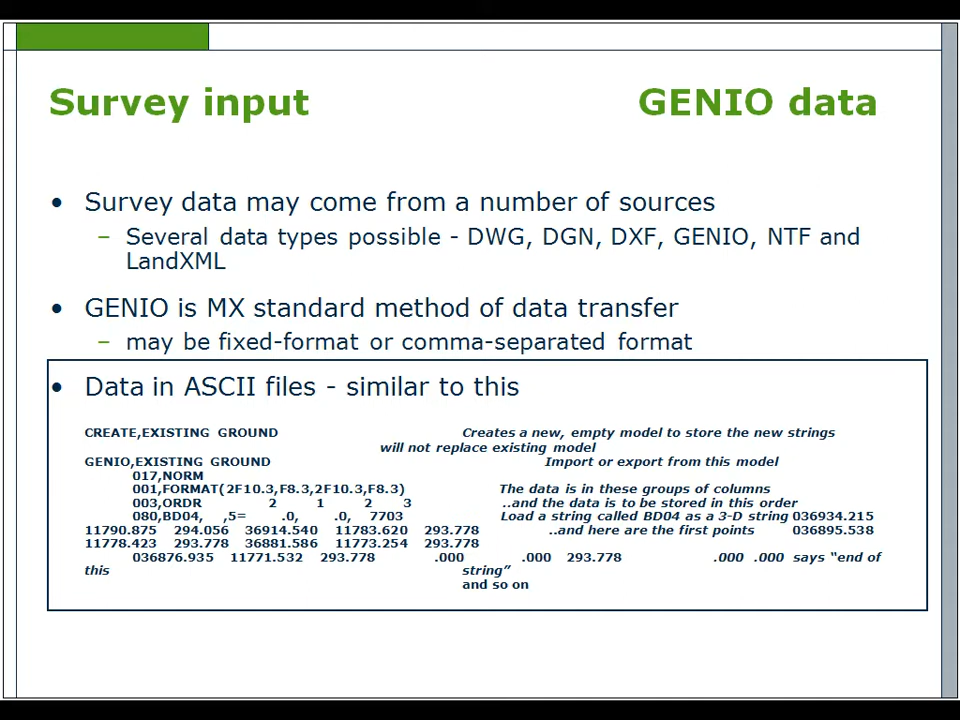 Survey input GENIO data
• Survey data may come from a number of sources
– Several data types possible - DWG, DGN, DXF, GENIO, NTF and
LandXML
• GENIO is MX standard method of data transfer
– may be fixed-format or comma-separated format
• Data in ASCII files - similar to this
CREATE,EXISTING GROUND Creates a new, empty model to store the new strings
will not replace existing model
GENIO,EXISTING GROUND Import or export from this model
017,NORM
001,FORMAT(2F10.3,F8.3,2F10.3,F8.3) The data is in these groups of columns
003,ORDR 2 1 2 3 ..and the data is to be stored in this order
080,BD04, ,5= .0, .0, 7703 Load a string called BD04 as a 3-D string 036934.215
11790.875 294.056 36914.540 11783.620 293.778 ..and here are the first points 036895.538
11778.423 293.778 36881.586 11773.254 293.778
036876.935 11771.532 293.778 .000 .000 293.778 .000 .000 says “end of
this string”
and so on